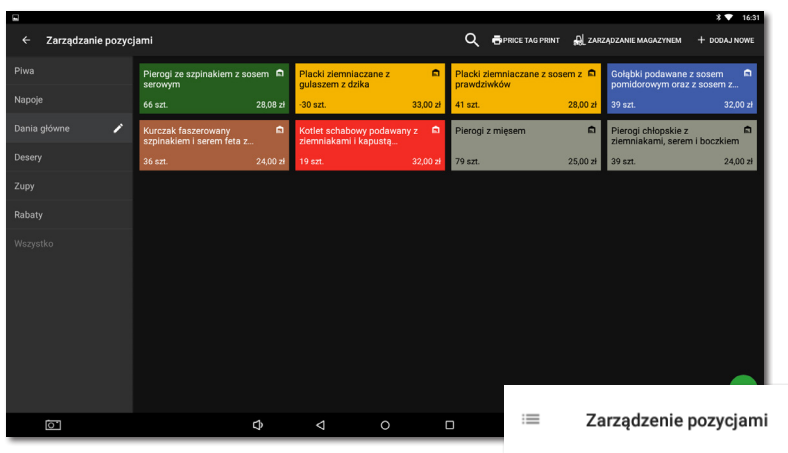 16:31
Zarządzanie pozycjami
PRICE TAG PRINT
ZARZĄDZANIE MAGAZYNEM
+ DODAJ NOWE
Piwa
Napoje
Dania główne
Desery
Zupy
Rabaty
Wszystko
Pierogi ze szpinakiem z sosem
serowym
66 szt. 28,08 zł
Placki ziemniaczane z
gulaszem z dzika
-30 szt. 33,00 zł
Placki ziemniaczane z sosem z
prawdziwków
41 szt. 28,00 zł
Gołąbki podawane z sosem
pomidorowym oraz z sosem z...
39 szt. 32,00 zł
Kurczak faszerowany
szpinakiem i serem feta z...
36 szt. 24,00 zł
Kotlet schabowy podawany z
ziemniakami i kapustą...
19 szt. 32,00 zł
Pierogi z mięsem
79 szt. 25,00 zł
Pierogi chłopskie z
ziemniakami, serem i boczkiem
39 szt. 24,00 zł
Zarządzenie pozycjami